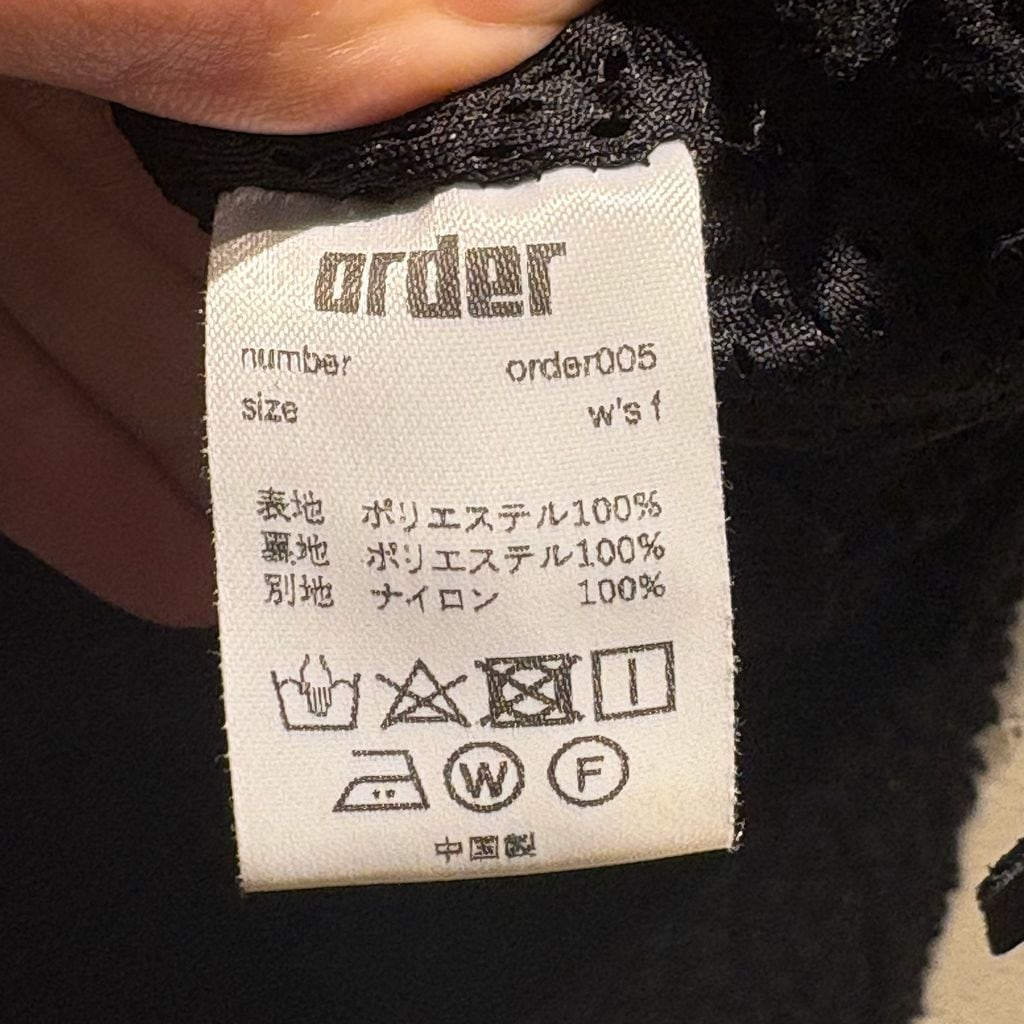 order
number order005
size w's f
表地 ポリエステル100%
裏地 ポリエステル100%
別地 ナイロン 100%
W F
中国製